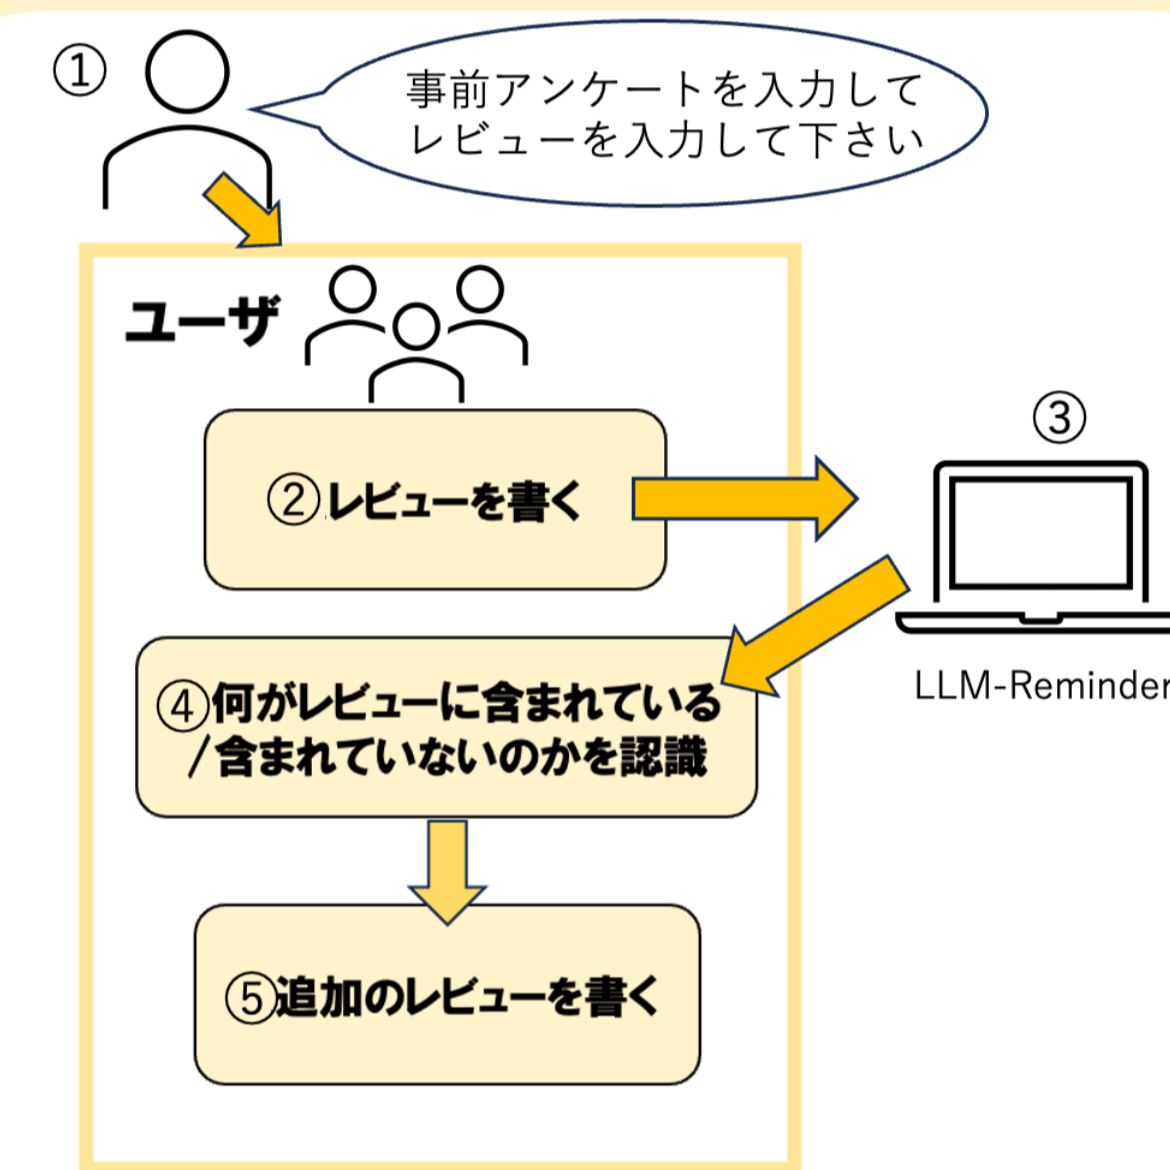 ①
事前アンケートを入力して
レビューを入力して下さい
ユーザ
②レビューを書く
③
LLM-Reminder
④何がレビューに含まれている
/含まれていないのかを認識
⑤追加のレビューを書く